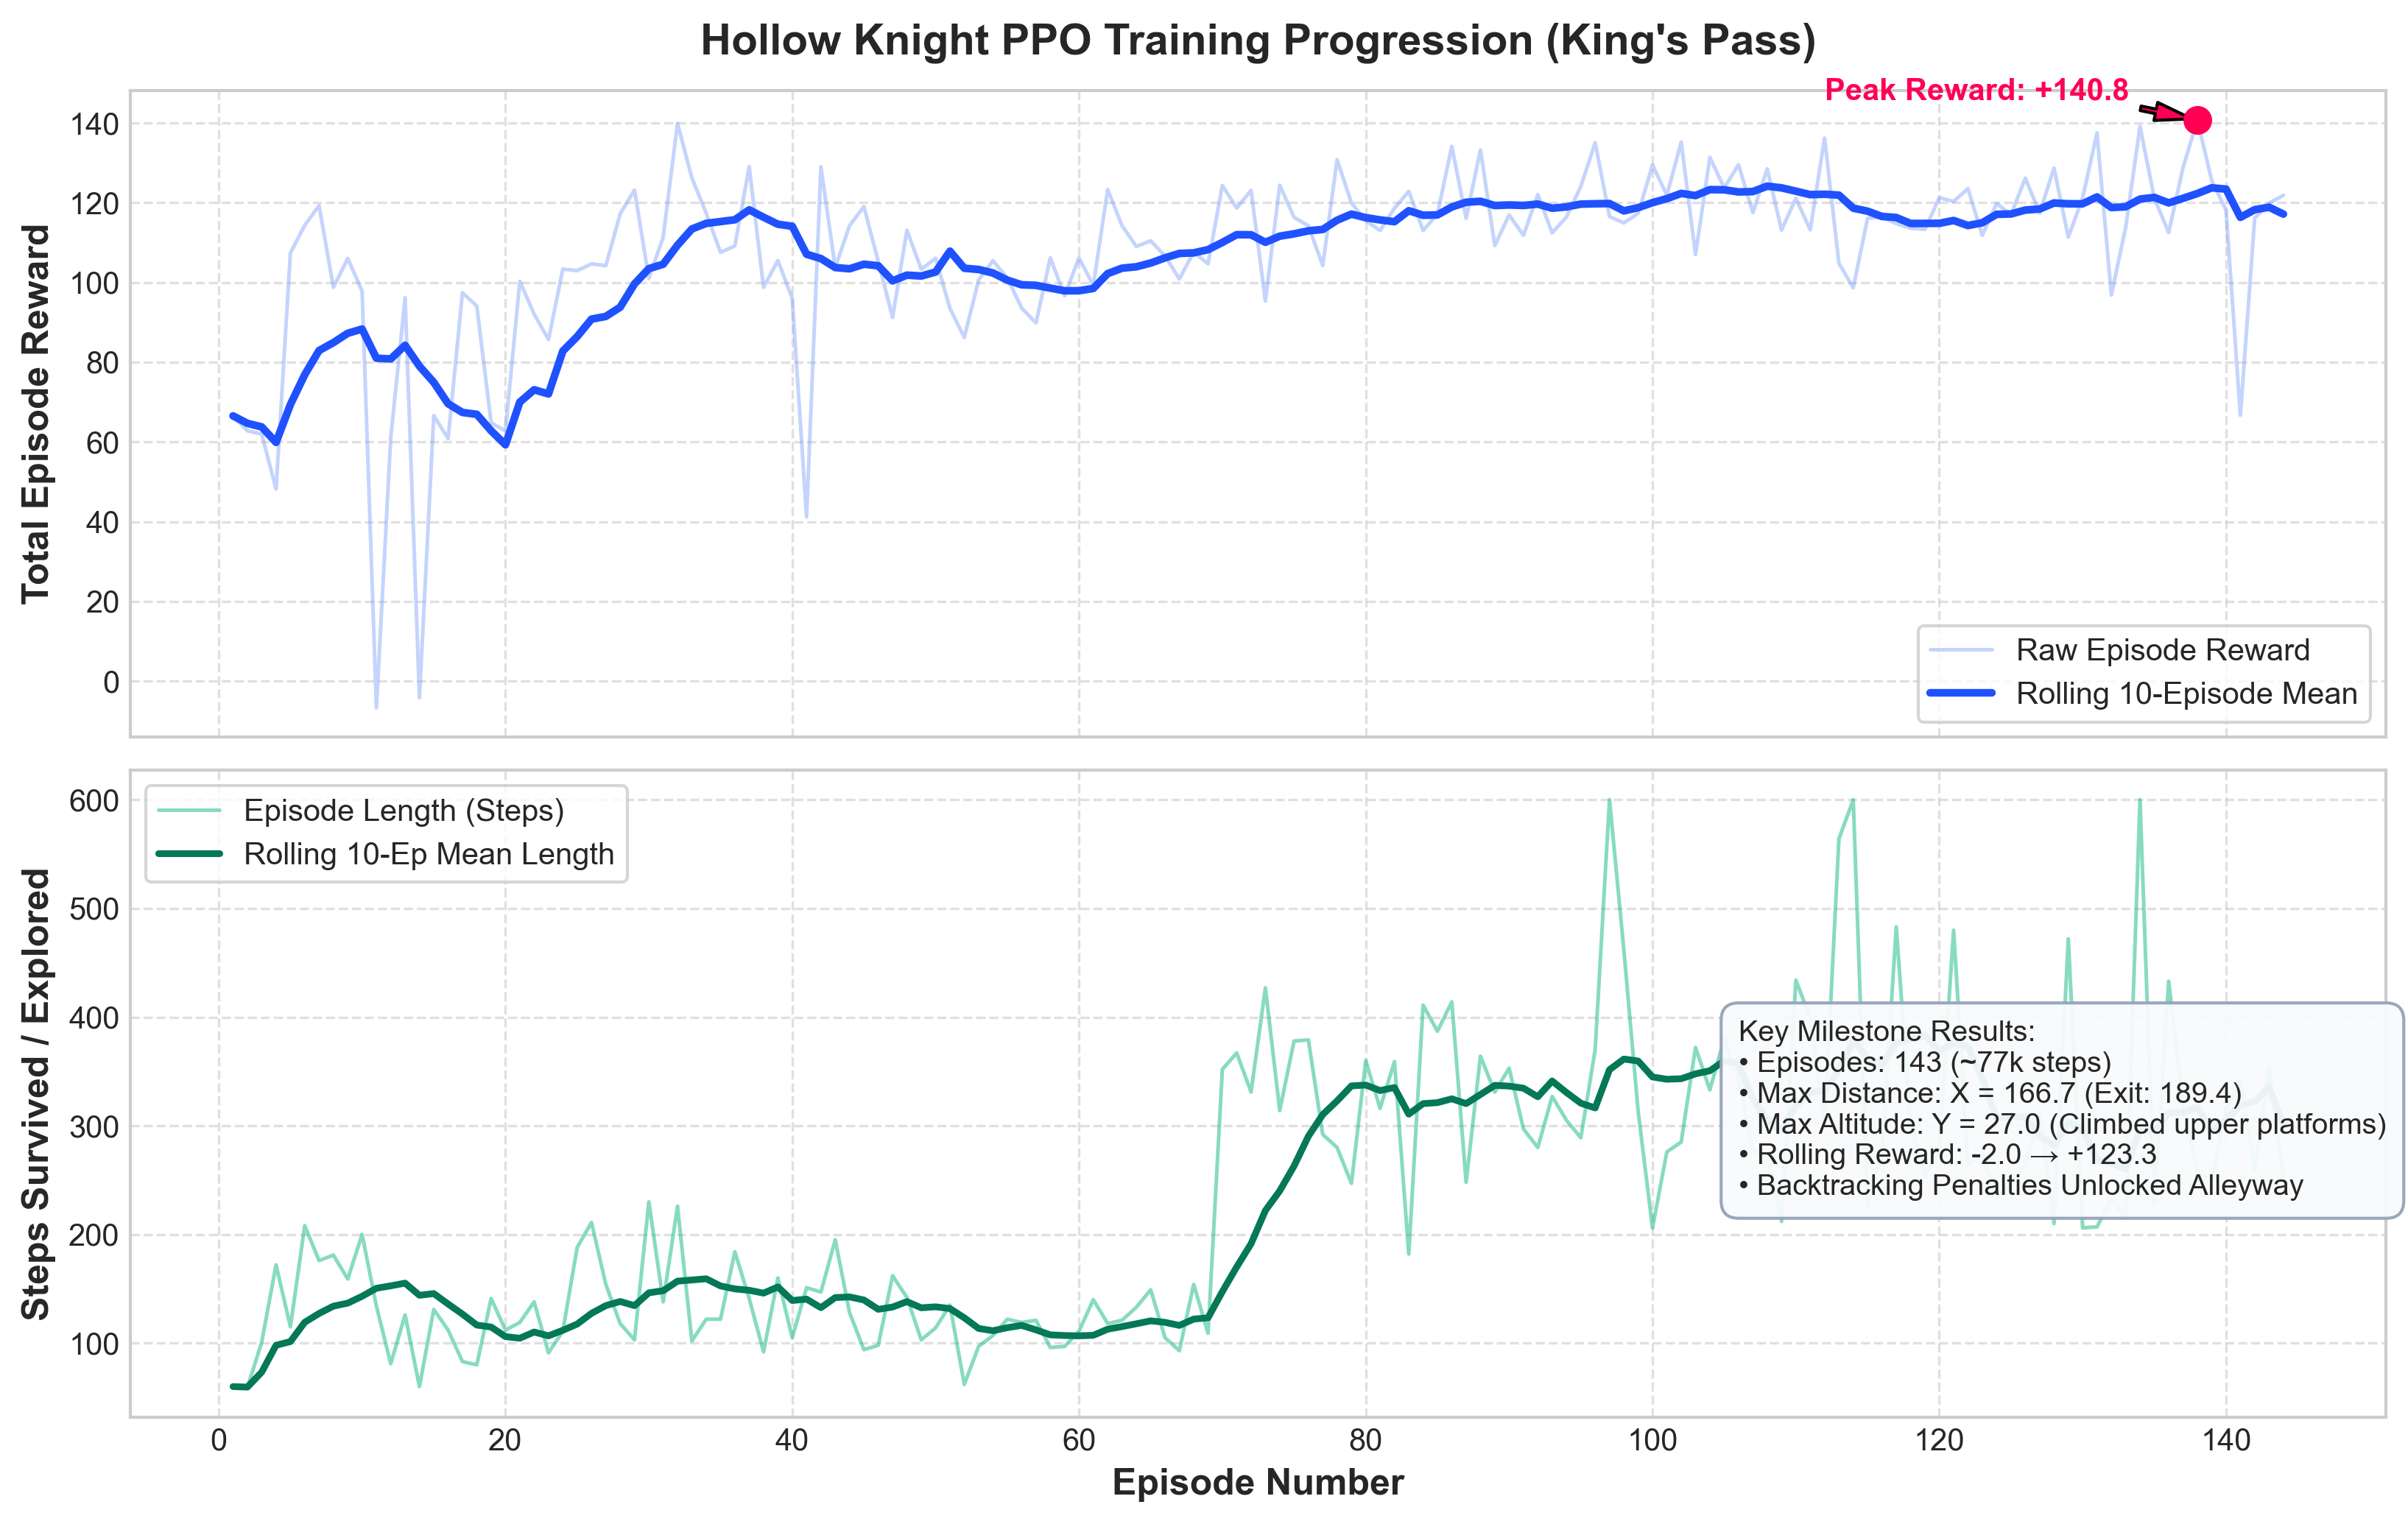 Hollow Knight PPO Training Progression (King's Pass)
Peak Reward: +140.8
Total Episode Reward
140
120
100
80
60
40
20
0
Raw Episode Reward
Rolling 10-Episode Mean
Steps Survived / Explored
600
500
400
300
200
100
Episode Length (Steps)
Rolling 10-Ep Mean Length
Key Milestone Results:
• Episodes: 143 (~77k steps)
• Max Distance: X = 166.7 (Exit: 189.4)
• Max Altitude: Y = 27.0 (Climbed upper platforms)
• Rolling Reward: -2.0 → +123.3
• Backtracking Penalties Unlocked Alleyway
0 20 40 60 80 100 120 140
Episode Number